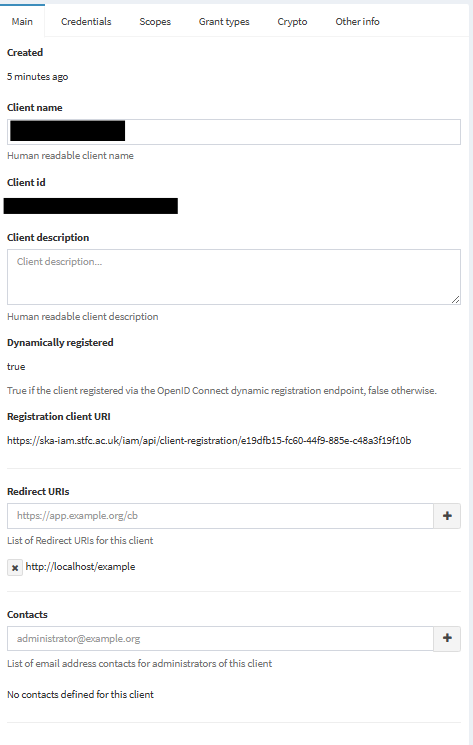 Main Credentials Scopes Grant types Crypto Other info
Created
5 minutes ago
Client name
Human readable client name
Client id
Client description
Client description...
Human readable client description
Dynamically registered
true
True if the client registered via the OpenID Connect dynamic registration endpoint, false otherwise.
Registration client URI
https://ska-iam.stfc.ac.uk/iam/api/client-registration/e19dfb15-fc60-44f9-885e-c48a3f19f10b
Redirect URIs
https://app.example.org/cb
List of Redirect URIs for this client
http://localhost/example
Contacts
administrator@example.org
List of email address contacts for administrators of this client
No contacts defined for this client